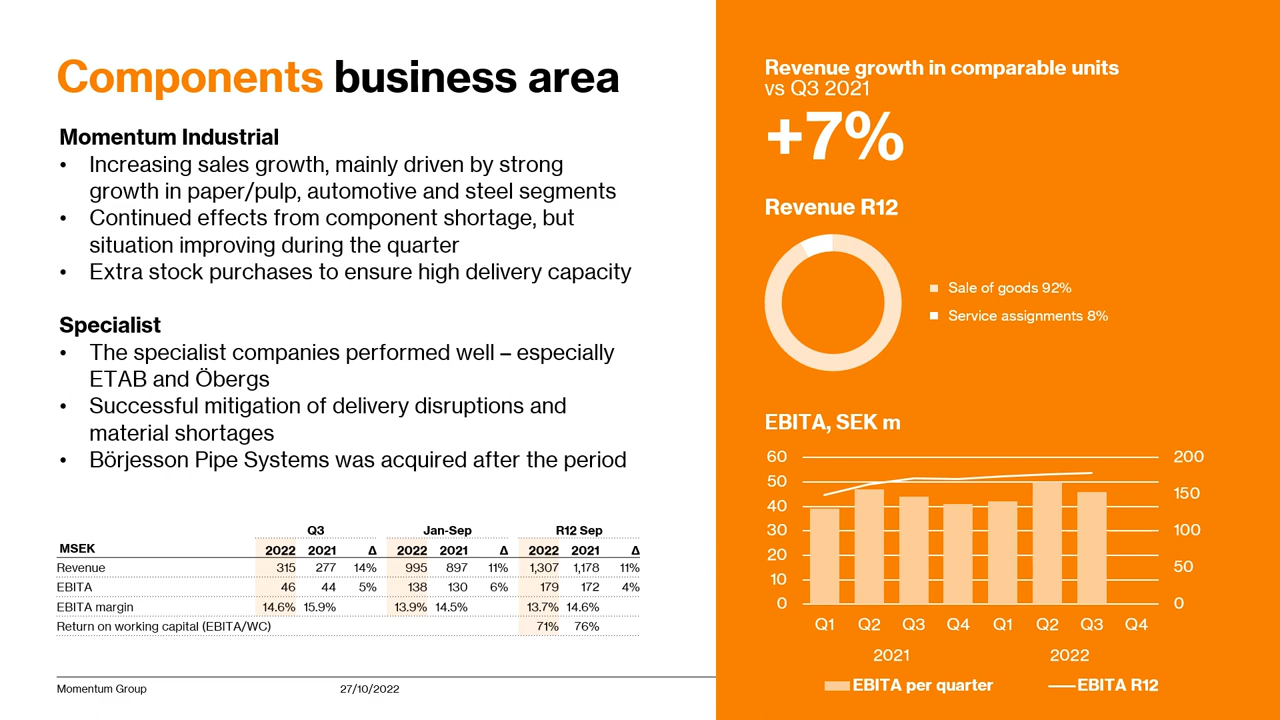 Components business area
Momentum Industrial
• Increasing sales growth, mainly driven by strong
growth in paper/pulp, automotive and steel segments
• Continued effects from component shortage, but
situation improving during the quarter
• Extra stock purchases to ensure high delivery capacity
Specialist
• The specialist companies performed well – especially
ETAB and Öbergs
• Successful mitigation of delivery disruptions and
material shortages
• Börjesson Pipe Systems was acquired after the period
Q3 Jan-Sep R12 Sep
MSEK 2022 2021 Δ 2022 2021 Δ 2022 2021 Δ
Revenue 315 277 14% 995 897 11% 1,307 1,178 11%
EBITA 46 44 5% 138 130 6% 179 172 4%
EBITA margin 14.6% 15.9% 13.9% 14.5% 13.7% 14.6%
Return on working capital (EBITA/WC) 71% 76%
Momentum Group 27/10/2022
Revenue growth in comparable units
vs Q3 2021
+7%
Revenue R12
Sale of goods 92%
Service assignments 8%
EBITA, SEK m
60 200
50 150
40
30 100
20 50
10
0 0
Q1 Q2 Q3 Q4 Q1 Q2 Q3 Q4
2021 2022
EBITA per quarter EBITA R12